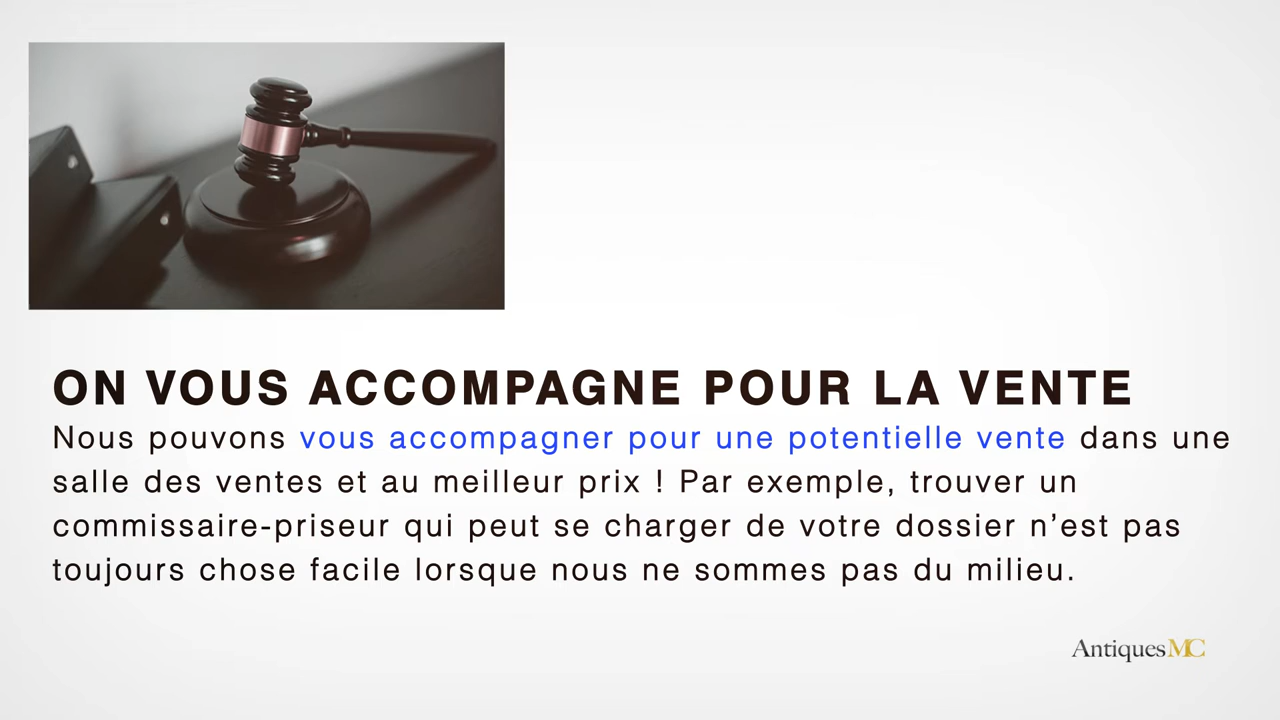 ON VOUS ACCOMPAGNE POUR LA VENTE
Nous pouvons vous accompagner pour une potentielle vente dans une
salle des ventes et au meilleur prix ! Par exemple, trouver un
commissaire-priseur qui peut se charger de votre dossier n’est pas
toujours chose facile lorsque nous ne sommes pas du milieu.
AntiquesMC